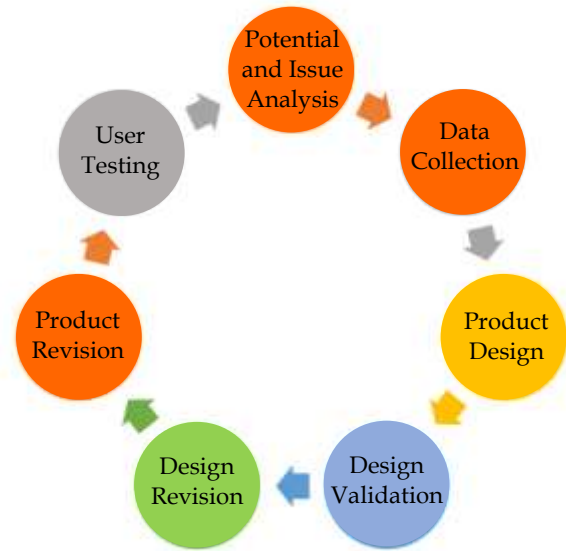 Potential
and Issue
Analysis
Data
Collection
Product
Design
Design
Validation
Design
Revision
Product
Revision
User
Testing